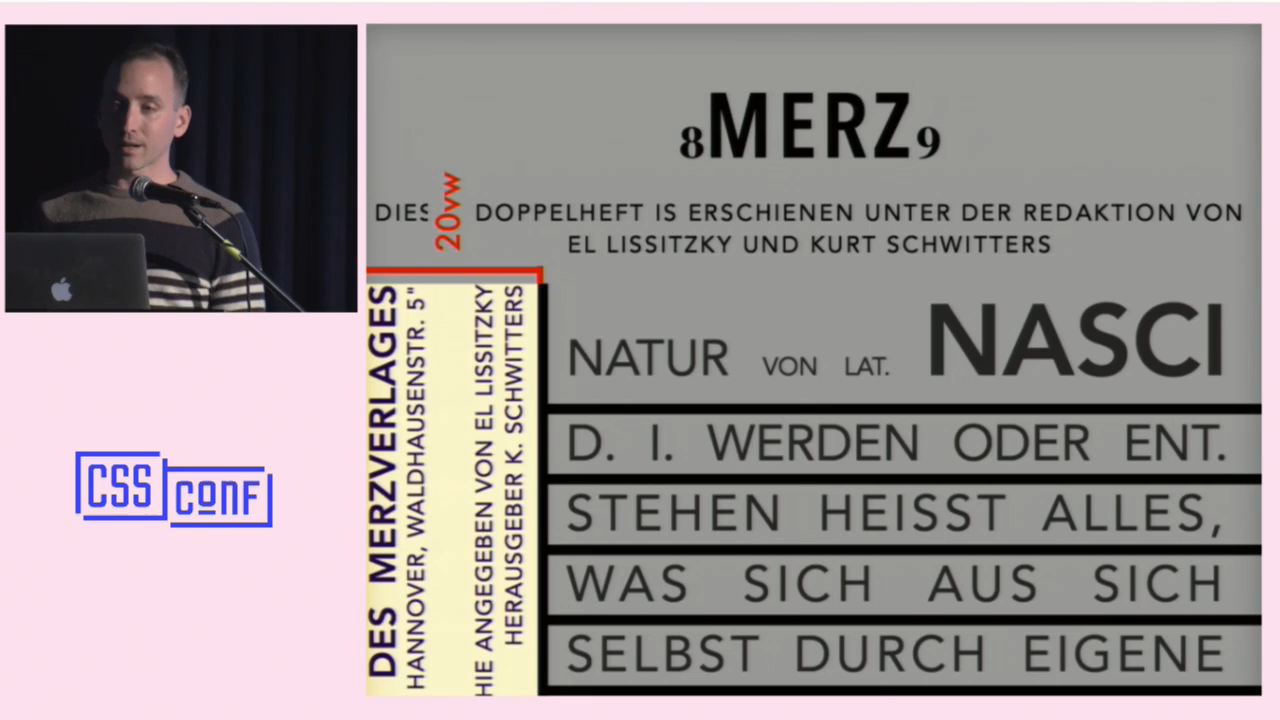 8MERZ9
20vw
DIES DOPPELHEFT IS ERSCHIENEN UNTER DER REDAKTION VON
EL LISSITZKY UND KURT SCHWITTERS
DES MERZVERLAGES
HANNOVER, WALDHAUSENSTR. 5"
HIE ANGEGEBEN VON EL LISSITZKY
HERAUSGEBER K. SCHWITTERS
NATUR VON LAT. NASCI
D. I. WERDEN ODER ENT.
STEHEN HEISST ALLES,
WAS SICH AUS SICH
SELBST DURCH EIGENE
CSS
CONF